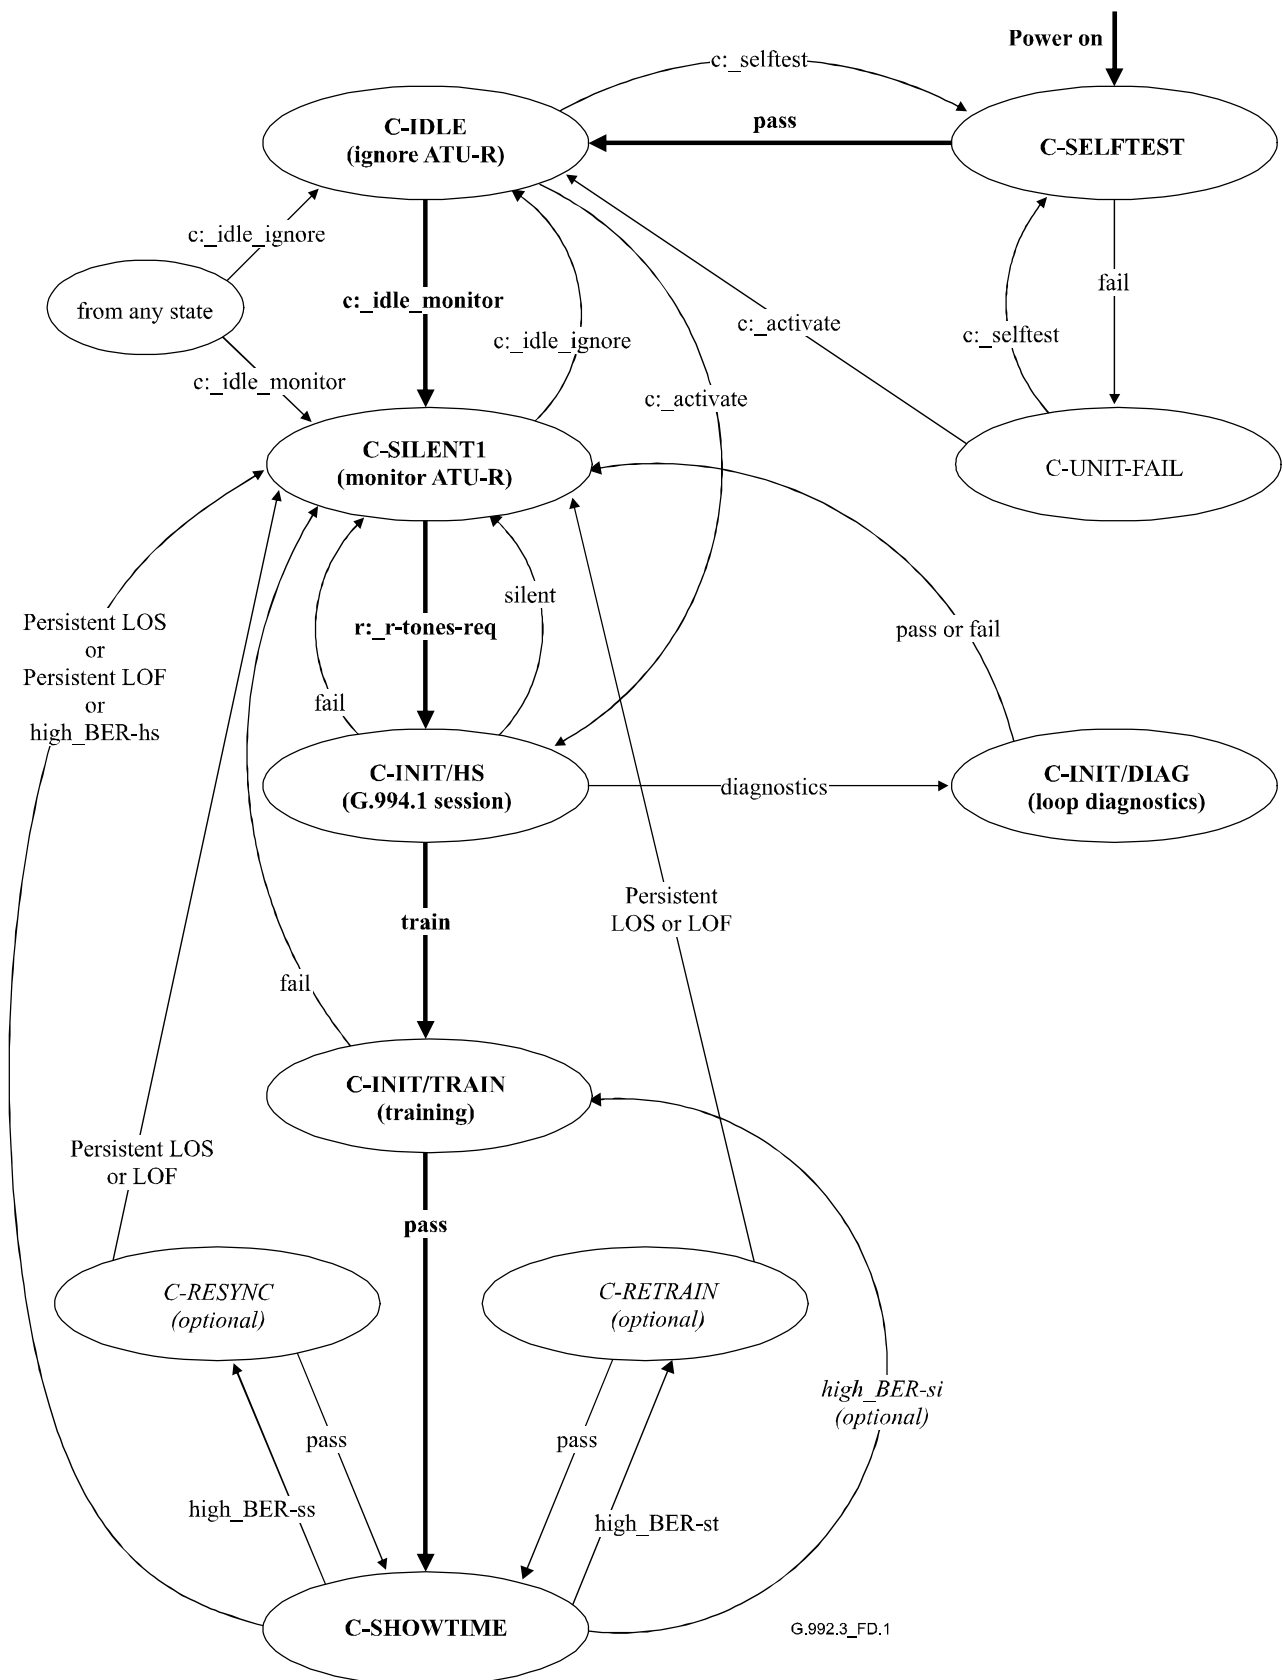 Power on
c:_selftest
C-IDLE
(ignore ATU-R)
pass
C-SELFTEST
c:_idle_ignore
from any state
c:_idle_monitor
c:_idle_monitor
c:_idle_ignore
c:_activate
c:_activate
c:_selftest
fail
C-SILENT1
(monitor ATU-R)
C-UNIT-FAIL
Persistent LOS
or
Persistent LOF
or
high_BER-hs
r:_r-tones-req
silent
fail
pass or fail
C-INIT/HS
(G.994.1 session)
diagnostics
C-INIT/DIAG
(loop diagnostics)
train
Persistent
LOS or LOF
fail
C-INIT/TRAIN
(training)
Persistent LOS
or LOF
pass
C-RESYNC
(optional)
C-RETRAIN
(optional)
high_BER-si
(optional)
pass
high_BER-ss
pass
high_BER-st
C-SHOWTIME
G.992.3_FD.1